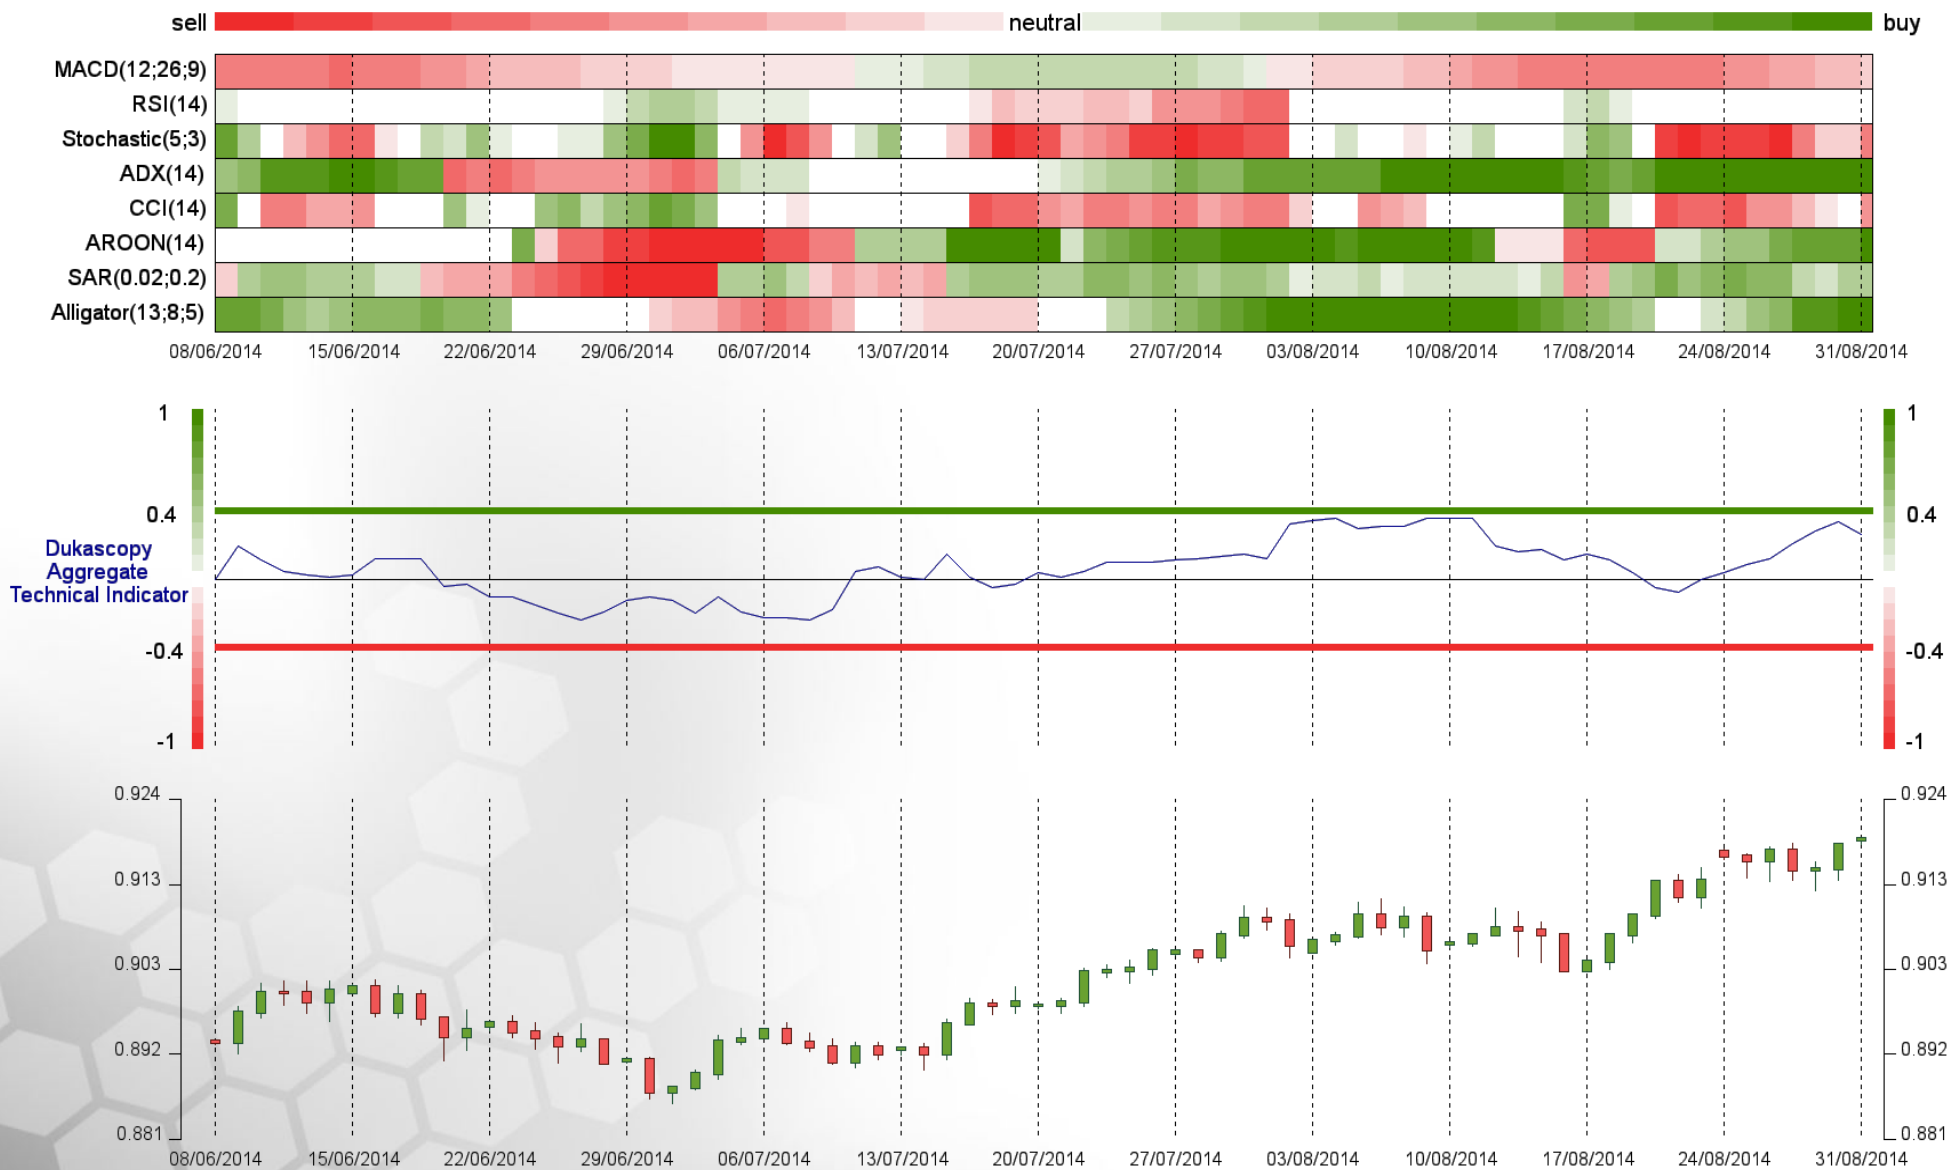 sell neutral buy
MACD(12;26;9)
RSI(14)
Stochastic(5;3)
ADX(14)
CCI(14)
AROON(14)
SAR(0.02;0.2)
Alligator(13;8;5)
08/06/2014 15/06/2014 22/06/2014 29/06/2014 06/07/2014 13/07/2014 20/07/2014 27/07/2014 03/08/2014 10/08/2014 17/08/2014 24/08/2014 31/08/2014
1 1
0.4 0.4
Dukascopy
Aggregate
Technical Indicator
-0.4 -0.4
-1 -1
0.924 0.924
0.913 0.913
0.903 0.903
0.892 0.892
0.881 0.881
08/06/2014 15/06/2014 22/06/2014 29/06/2014 06/07/2014 13/07/2014 20/07/2014 27/07/2014 03/08/2014 10/08/2014 17/08/2014 24/08/2014 31/08/2014